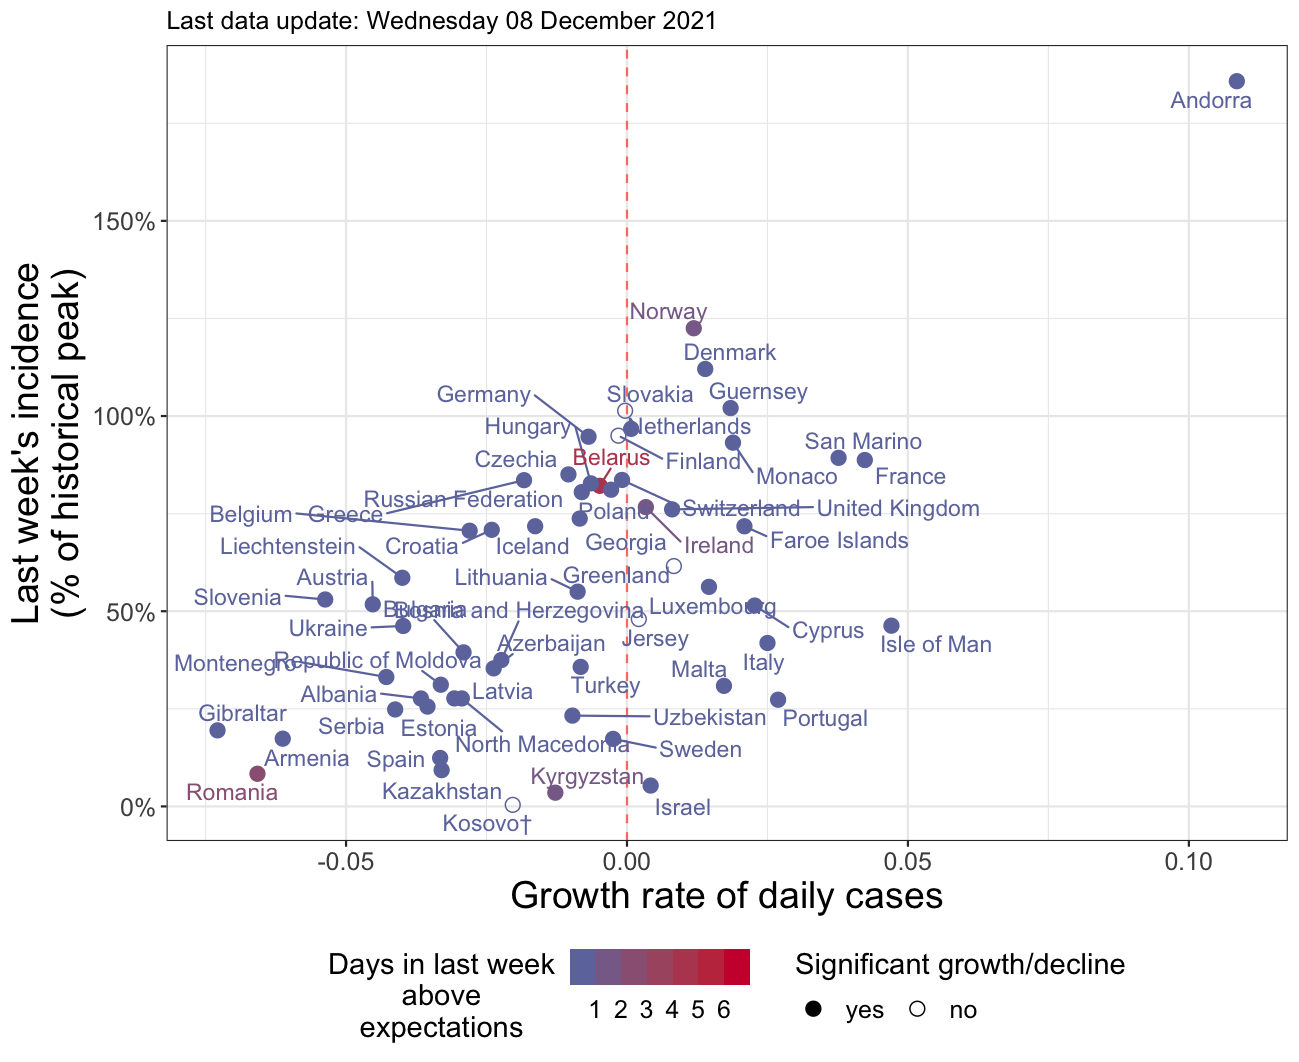 Last data update: Wednesday 08 December 2021
Last week's incidence
(% of historical peak)
150%
100%
50%
0%
Andorra
Norway
Denmark
Germany
Slovakia
Guernsey
Hungary
Netherlands
San Marino
Czechia
Belarus
Finland
Monaco
France
Russian Federation
Belgium
Greece
Poland
Switzerland
United Kingdom
Liechtenstein
Croatia
Iceland
Georgia
Ireland
Faroe Islands
Austria
Lithuania
Greenland
Slovenia
Bulgaria
Bosnia and Herzegovina
Luxembourg
Ukraine
Azerbaijan
Jersey
Cyprus
Isle of Man
Montenegro
Republic of Moldova
Malta
Italy
Albania
Latvia
Turkey
Gibraltar
Serbia
Estonia
Uzbekistan
Portugal
Armenia
Spain
North Macedonia
Sweden
Romania
Kazakhstan
Kyrgyzstan
Israel
Kosovo†
-0.05
0.00
0.05
0.10
Growth rate of daily cases
Days in last week
above
expectations
1 2 3 4 5 6
Significant growth/decline
yes
no